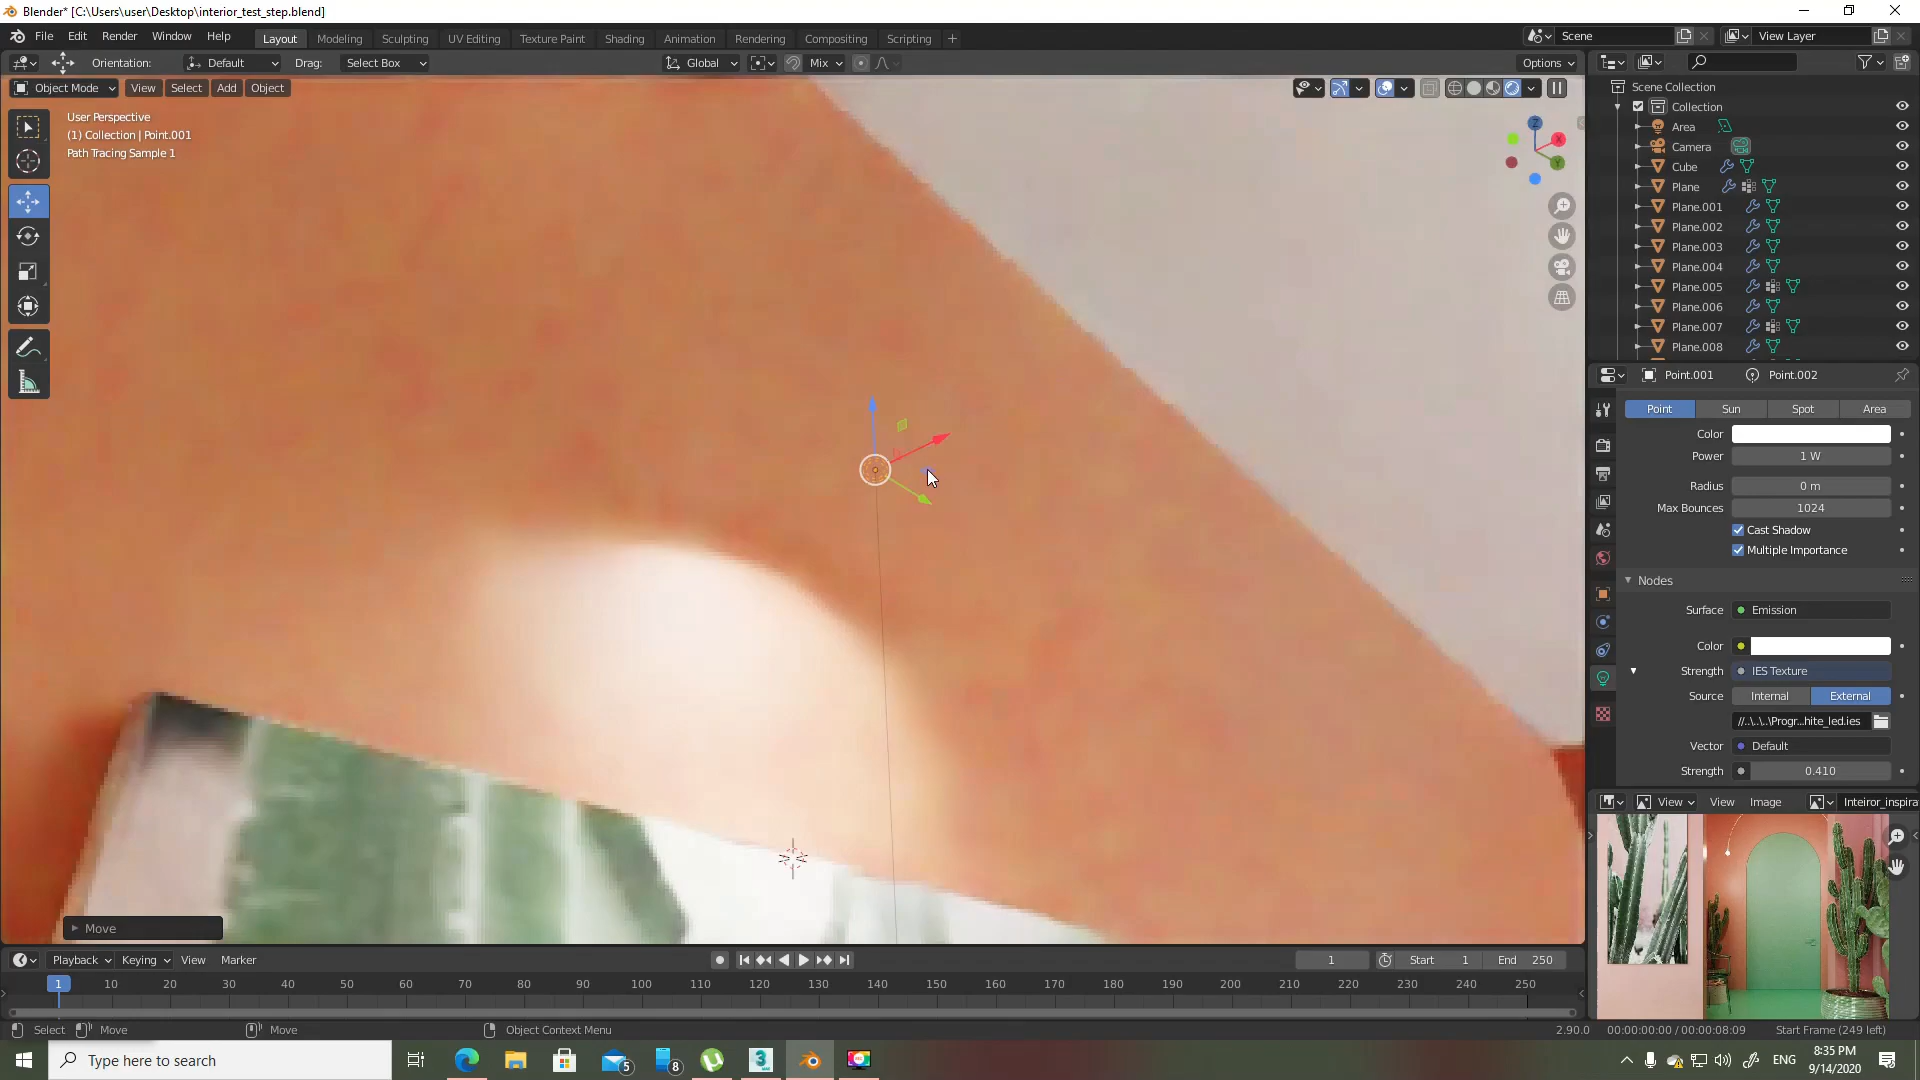 Blender* [C:\Users\user\Desktop\interior_test_step.blend]
File Edit Render Window Help Layout Modeling Sculpting UV Editing Texture Paint Shading Animation Rendering Compositing Scripting + Scene View Layer
Orientation: Default Drag: Select Box Global Mix Options
Object Mode View Select Add Object
User Perspective
(1) Collection | Point.001
Path Tracing Sample 1
Z
X
Y
Scene Collection
Collection
Area
Camera
Cube
Plane
Plane.001
Plane.002
Plane.003
Plane.004
Plane.005
Plane.006
Plane.007
Plane.008
Point.001 Point.002
Point Sun Spot Area
Color
Power 1 W
Radius 0 m
Max Bounces 1024
Cast Shadow
Multiple Importance
Nodes
Surface Emission
Color
Strength IES Texture
Source Internal External
//..\..\..\Progr...hite_led.ies
Vector Default
Strength 0.410
View View Image Inteiror_inspira
Move
Playback Keying View Marker 1 Start 1 End 250
1 10 20 30 40 50 60 70 80 90 100 110 120 130 140 150 160 170 180 190 200 210 220 230 240 250
Select Move Move Object Context Menu 2.90.0 00:00:00:00 / 00:00:08:09 Start Frame (249 left)
Type here to search 5 8 3 ENG 8:35 PM
9/14/2020